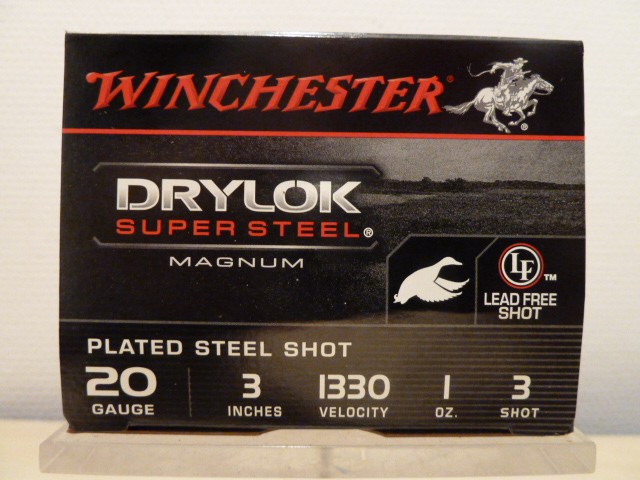 WINCHESTER®
DRYLOK
SUPER STEEL®
MAGNUM
LF™
LEAD FREE
SHOT
PLATED STEEL SHOT
20 3 1330 1 3
GAUGE INCHES VELOCITY OZ. SHOT